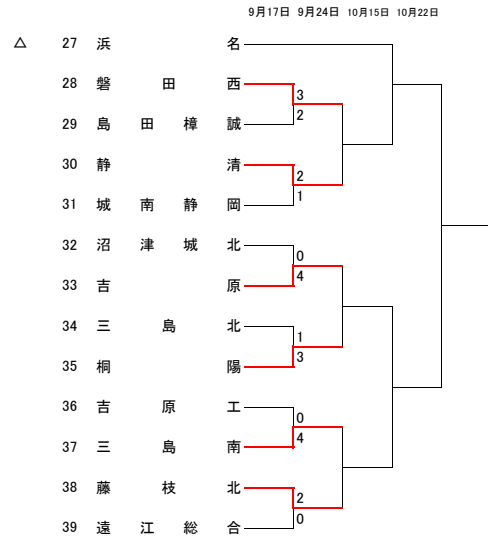 9月17日 9月24日 10月15日 10月22日
△ 27 浜名
28 磐田西
3
2
29 島田樟誠
30 静清
2
1
31 城南静岡
32 沼津城北
0
4
33 吉原
34 三島北
1
3
35 桐陽
36 吉原工
0
4
37 三島南
38 藤枝北
2
0
39 遠江総合